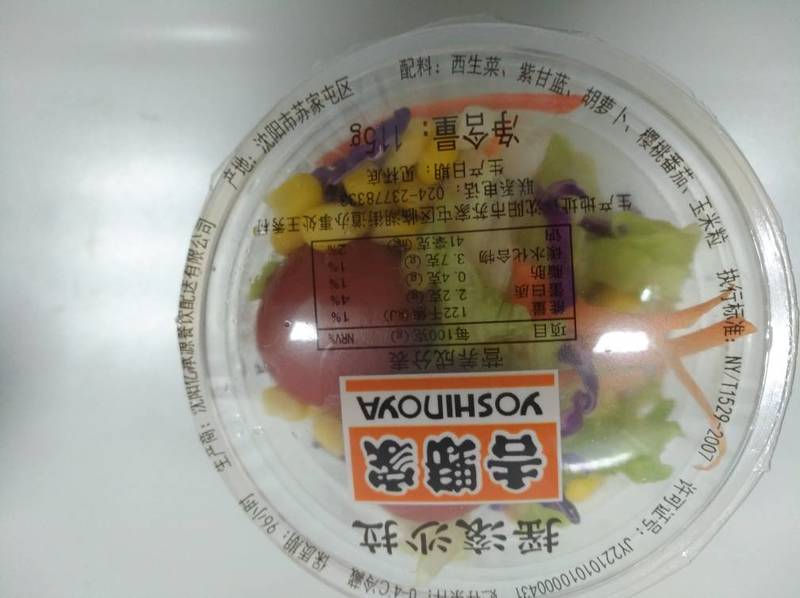 摇滚沙拉
吉野家
YOSHINOYA
营养成分表
项目 每100克(g) NRV%
能量 122千焦(kJ) 1%
蛋白质 2.2克(g) 4%
脂肪 0.4克(g) 1%
碳水化合物 3.7克(g) 1%
钠 41毫克(mg) 2%
生产地址:沈阳市苏家屯区临湖街道办事处王秀村
联系电话:024-23778333
生产日期:见杯底
净含量:115g
配料:西生菜、紫甘蓝、胡萝卜、樱桃番茄、玉米粒
执行标准:NY/T1529-2007
许可证号:JY22101010000431
0-4℃冷藏
保质期:96小时
生产商:沈阳亿承源餐饮配送有限公司
产地:沈阳市苏家屯区